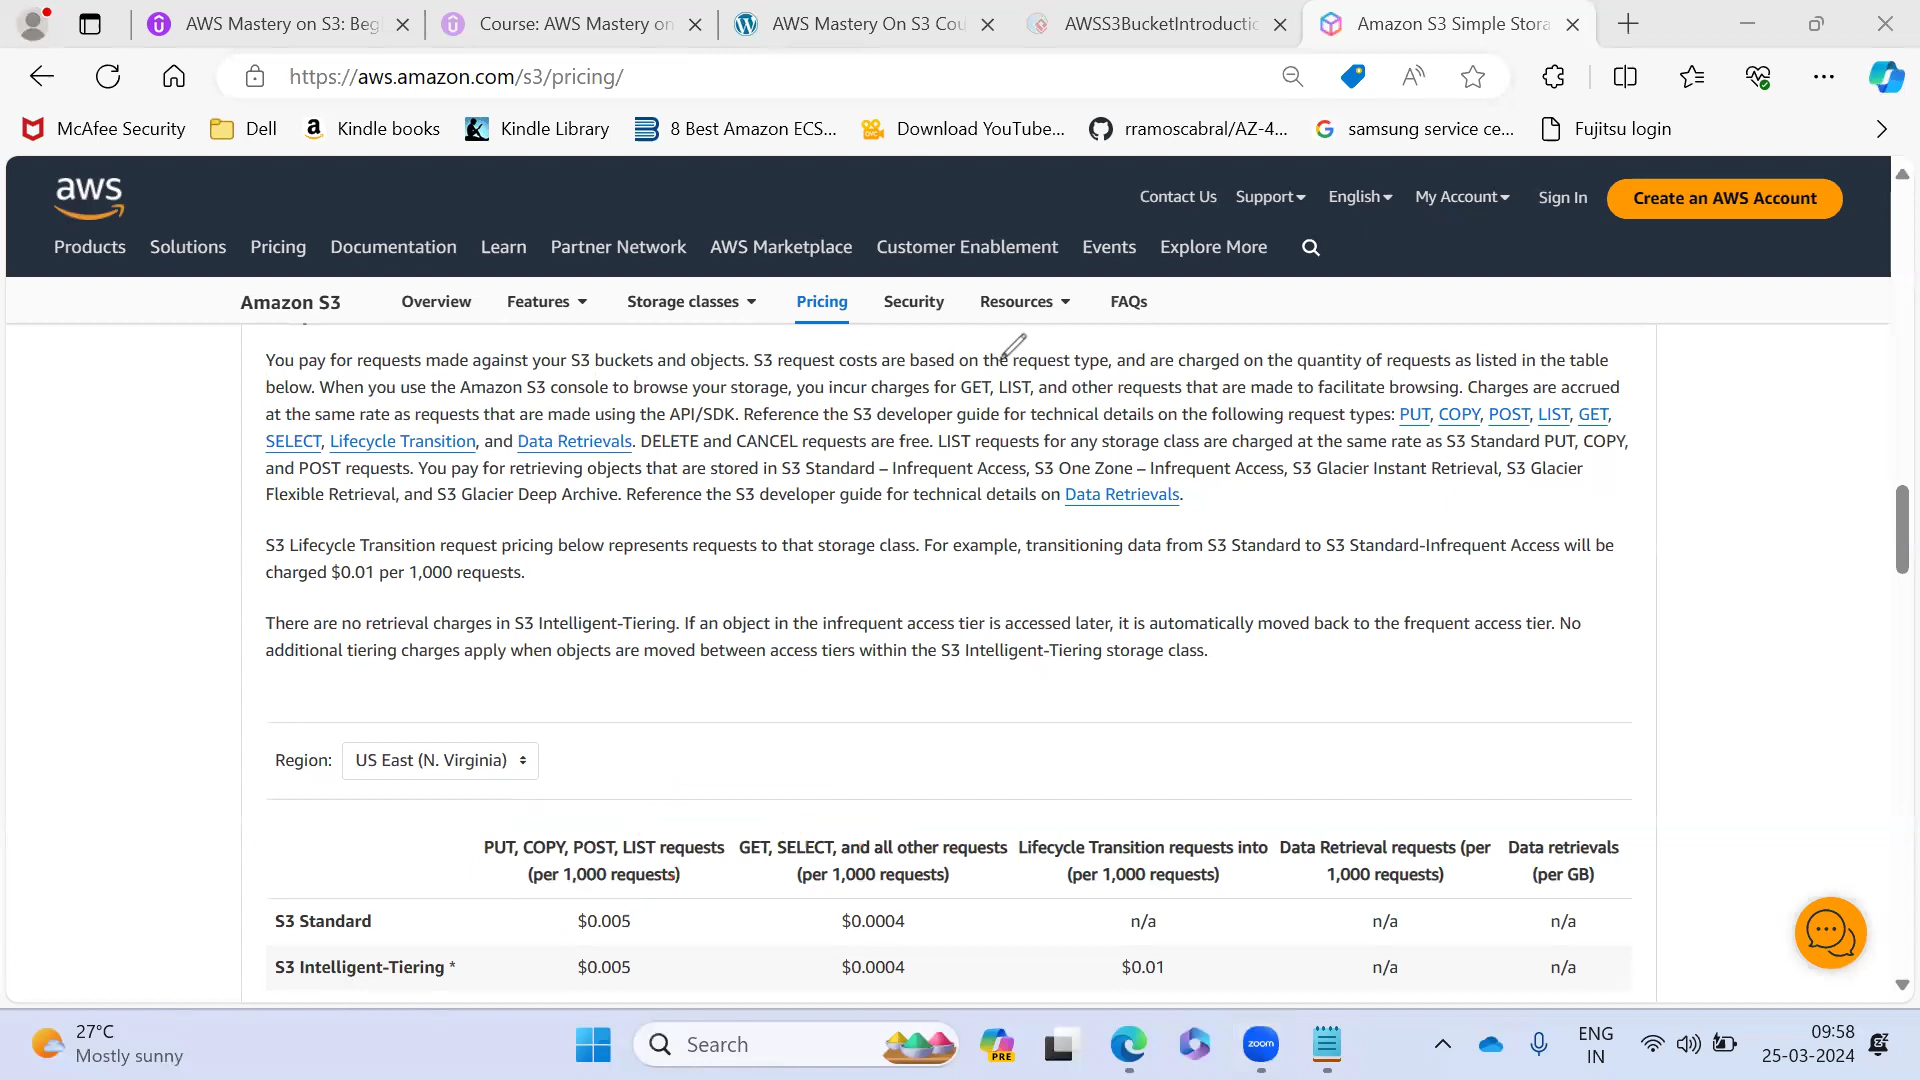 AWS Mastery on S3: Beg
Course: AWS Mastery on
AWS Mastery On S3 Cou
AWSS3BucketIntroductic
Amazon S3 Simple Stora
https://aws.amazon.com/s3/pricing/
McAfee Security
Dell
Kindle books
Kindle Library
8 Best Amazon ECS...
Download YouTube...
rramoscabral/AZ-4...
samsung service ce...
Fujitsu login
aws
Contact Us
Support
English
My Account
Sign In
Create an AWS Account
Products
Solutions
Pricing
Documentation
Learn
Partner Network
AWS Marketplace
Customer Enablement
Events
Explore More
Amazon S3
Overview
Features
Storage classes
Pricing
Security
Resources
FAQs
You pay for requests made against your S3 buckets and objects. S3 request costs are based on the request type, and are charged on the quantity of requests as listed in the table
below. When you use the Amazon S3 console to browse your storage, you incur charges for GET, LIST, and other requests that are made to facilitate browsing. Charges are accrued
at the same rate as requests that are made using the API/SDK. Reference the S3 developer guide for technical details on the following request types: PUT, COPY, POST, LIST, GET,
SELECT, Lifecycle Transition, and Data Retrievals. DELETE and CANCEL requests are free. LIST requests for any storage class are charged at the same rate as S3 Standard PUT, COPY,
and POST requests. You pay for retrieving objects that are stored in S3 Standard – Infrequent Access, S3 One Zone – Infrequent Access, S3 Glacier Instant Retrieval, S3 Glacier
Flexible Retrieval, and S3 Glacier Deep Archive. Reference the S3 developer guide for technical details on Data Retrievals.
S3 Lifecycle Transition request pricing below represents requests to that storage class. For example, transitioning data from S3 Standard to S3 Standard-Infrequent Access will be
charged $0.01 per 1,000 requests.
There are no retrieval charges in S3 Intelligent-Tiering. If an object in the infrequent access tier is accessed later, it is automatically moved back to the frequent access tier. No
additional tiering charges apply when objects are moved between access tiers within the S3 Intelligent-Tiering storage class.
Region: US East (N. Virginia)
PUT, COPY, POST, LIST requests
(per 1,000 requests)
GET, SELECT, and all other requests
(per 1,000 requests)
Lifecycle Transition requests into
(per 1,000 requests)
Data Retrieval requests (per
1,000 requests)
Data retrievals
(per GB)
S3 Standard $0.005 $0.0004 n/a n/a n/a
S3 Intelligent-Tiering * $0.005 $0.0004 $0.01 n/a n/a
27°C
Mostly sunny
Search
PRE
zoom
ENG
IN
09:58
25-03-2024